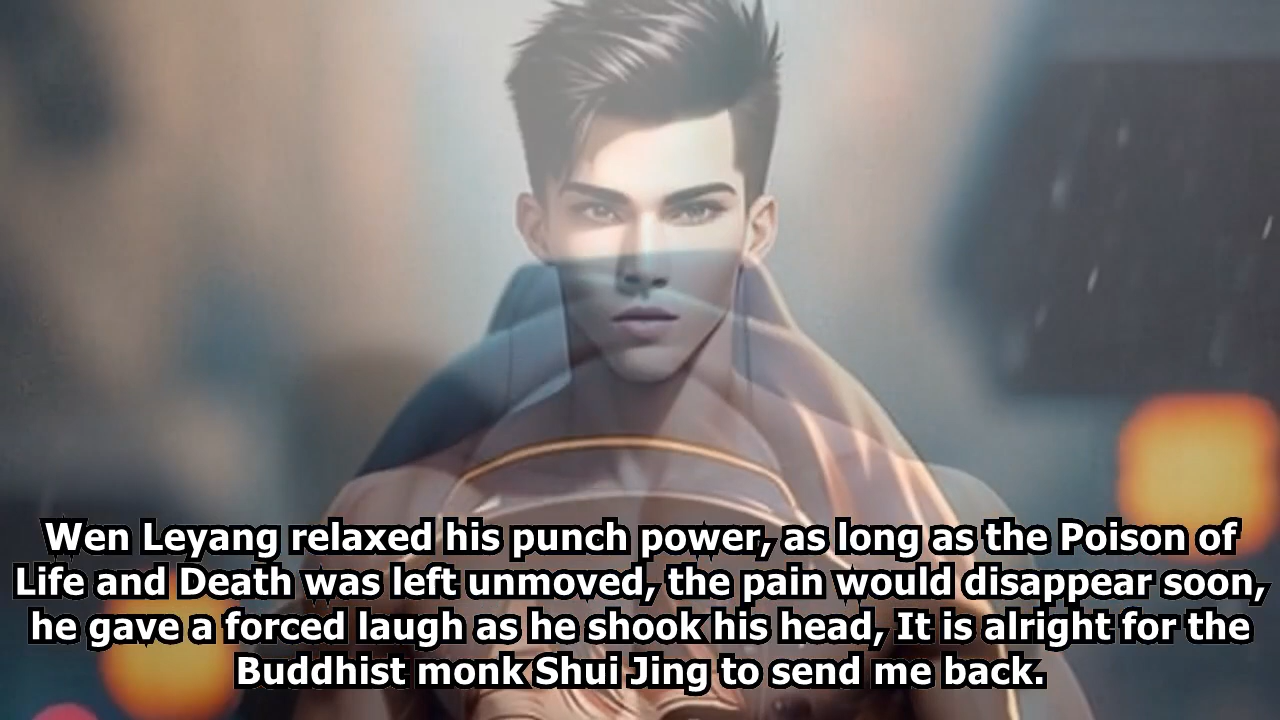 Wen Leyang relaxed his punch power, as long as the Poison of
Life and Death was left unmoved, the pain would disappear soon,
he gave a forced laugh as he shook his head, It is alright for the
Buddhist monk Shui Jing to send me back.